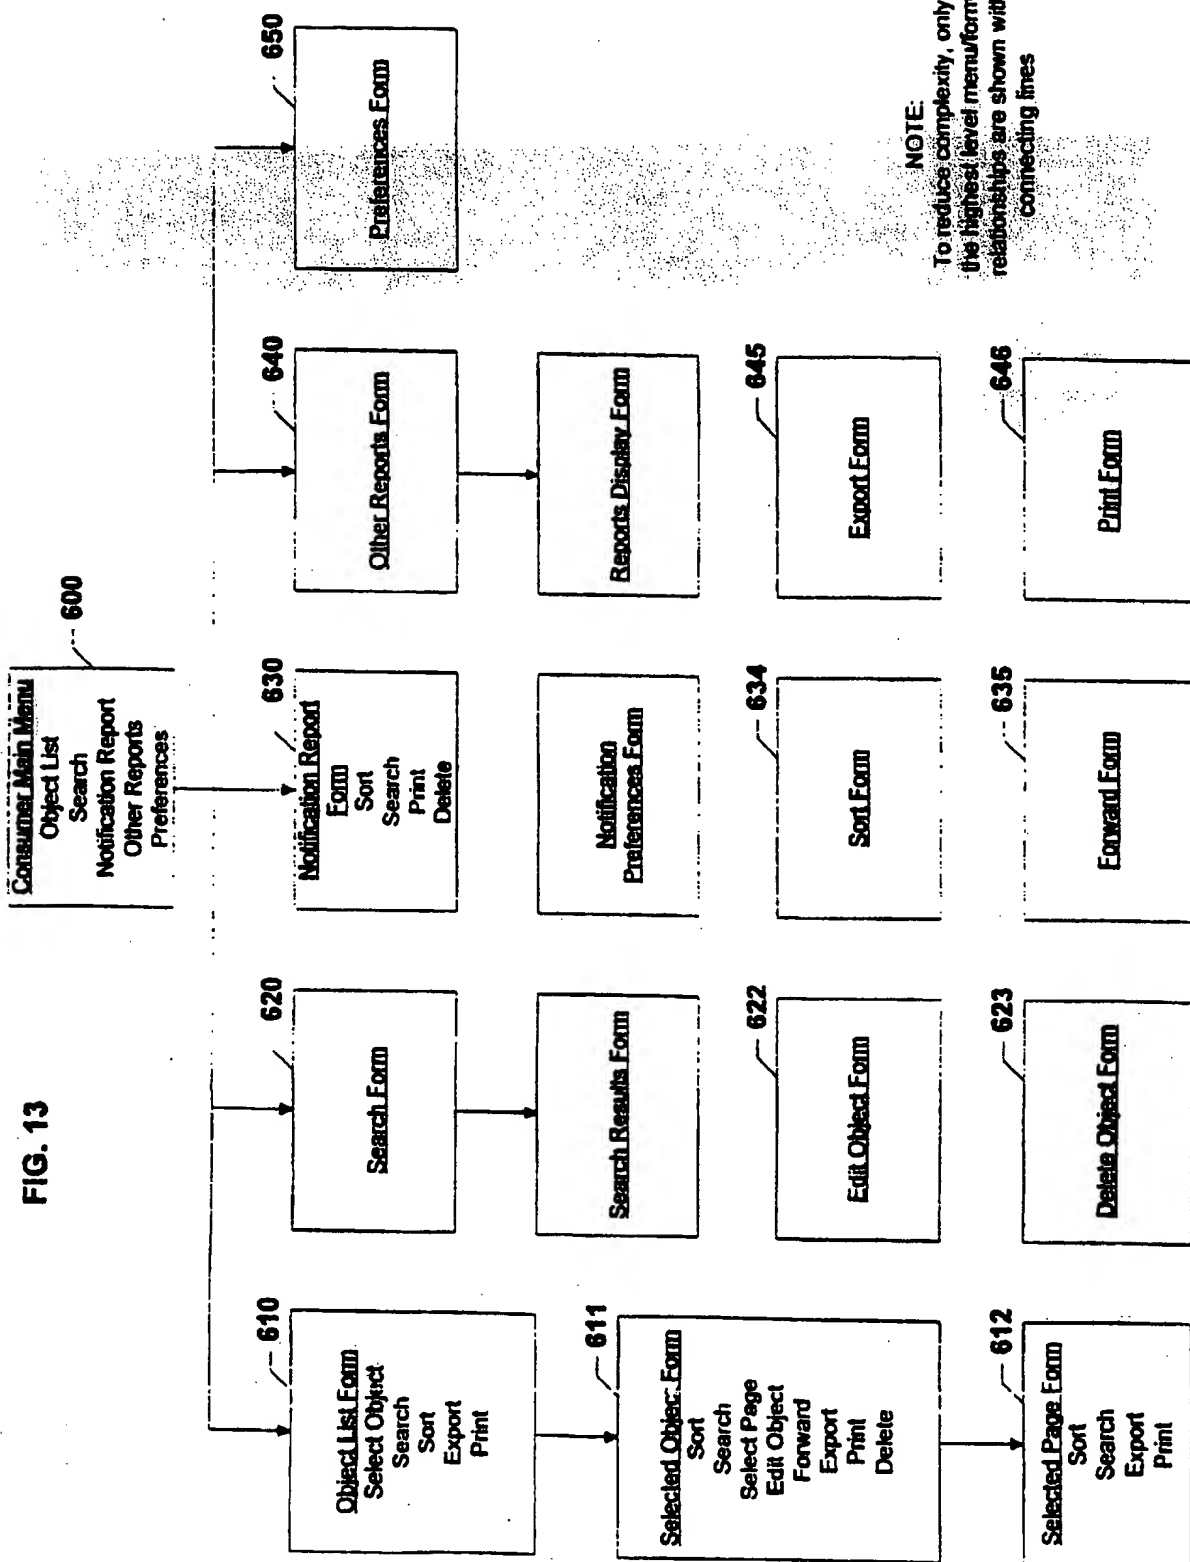 FIG. 13
Consumer Main Menu
Object List
Search
Notification Report
Other Reports
Preferences
600
610
Object List Form
Select Object
Search
Sort
Export
Print
620
Search Form
630
Notification Report
Form
Sort
Search
Print
Delete
640
Other Reports Form
650
Preferences Form
611
Selected Object Form
Sort
Search
Select Page
Edit Object
Forward
Export
Print
Delete
Search Results Form
Notification
Preferences Form
Reports Display Form
622
Edit Object Form
634
Sort Form
645
Export Form
612
Selected Page Form
Sort
Search
Export
Print
623
Delete Object Form
635
Forward Form
646
Print Form
NOTE:
To reduce complexity, only
the highest level menu/form
relationships are shown with
connecting lines